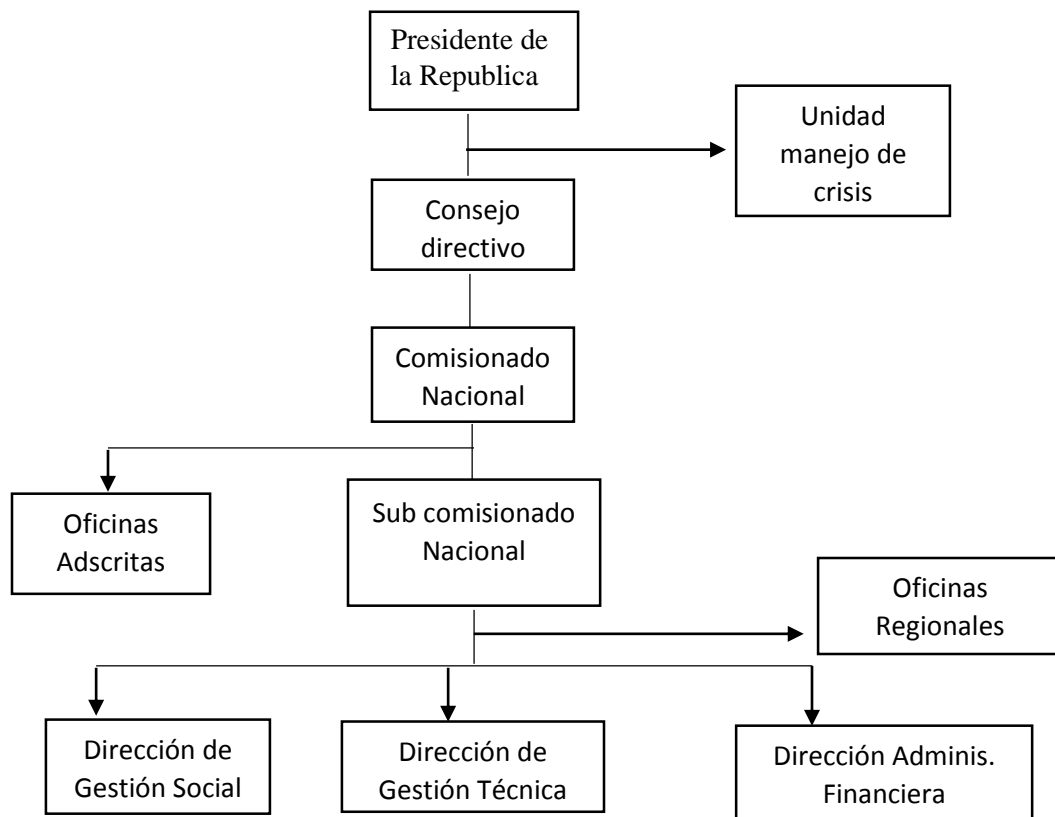 Presidente de
la Republica
Unidad
manejo de
crisis
Consejo
directivo
Comisionado
Nacional
Oficinas
Adscritas
Sub comisionado
Nacional
Oficinas
Regionales
Dirección de
Gestión Social
Dirección de
Gestión Técnica
Dirección Adminis.
Financiera